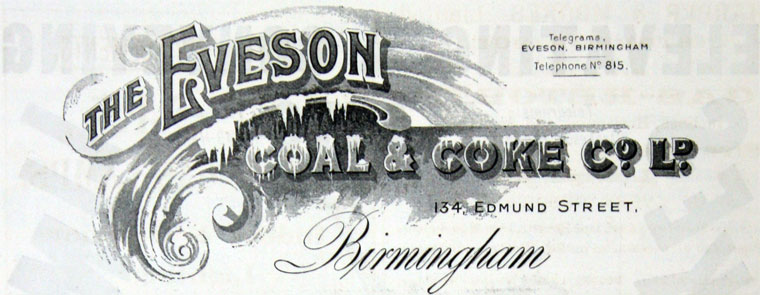 THE EVESON
COAL & COKE Co. LD.
Telegrams,
EVESON, BIRMINGHAM
Telephone No 815.
134, EDMUND STREET,
Birmingham